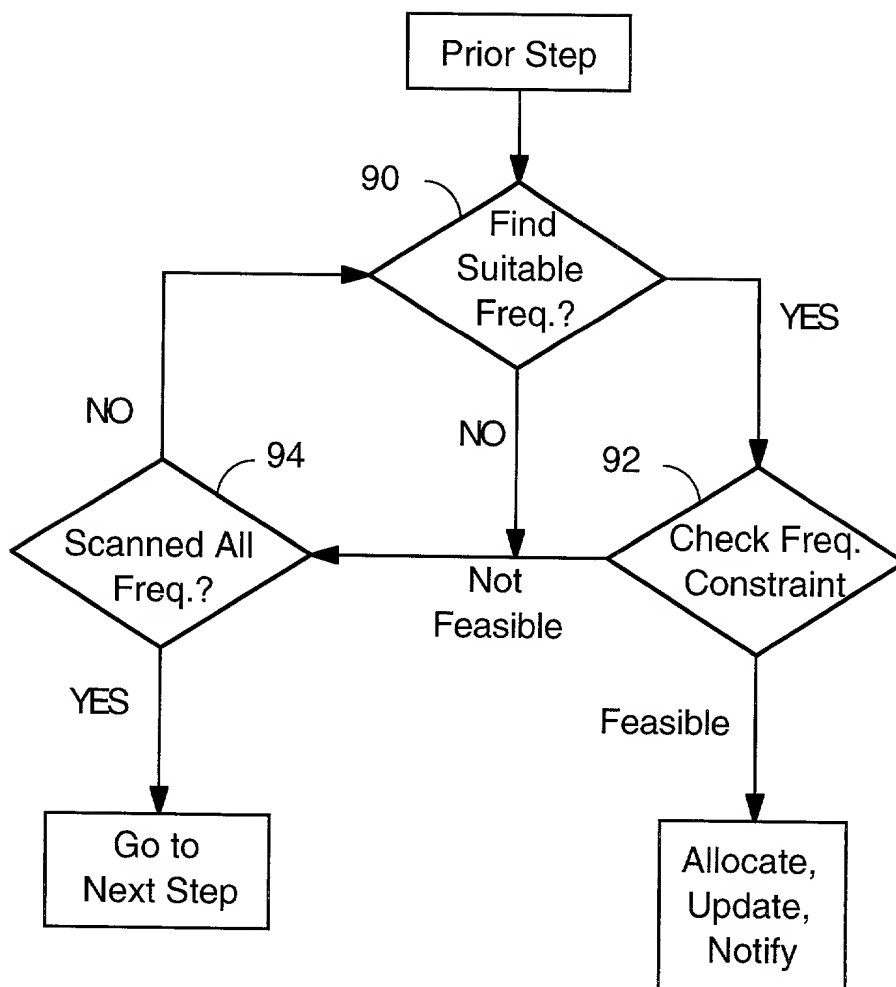 Prior Step
90
Find
Suitable
Freq.?
YES
NO
NO
94
92
Scanned All
Freq.?
Check Freq.
Constraint
Not
Feasible
YES
Feasible
Go to
Next Step
Allocate,
Update,
Notify